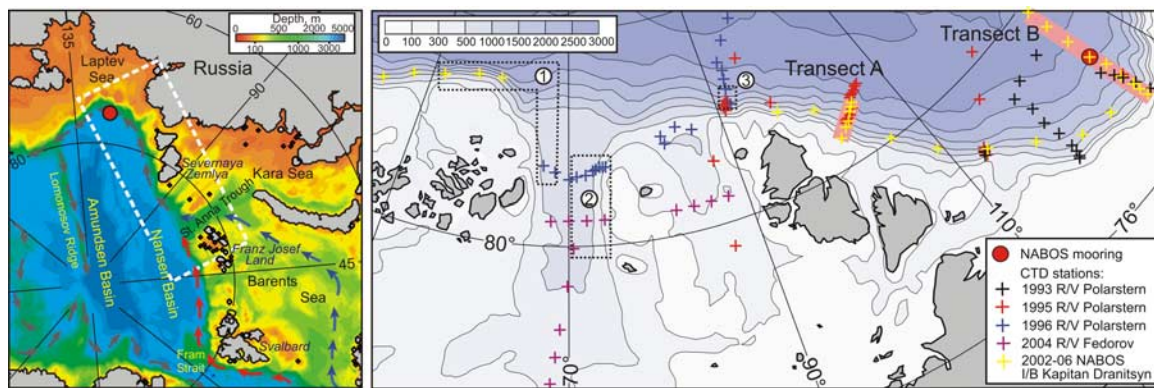 Depth, m
0 500 2000 5000
100 1000 3000
135
60
Laptev
Sea
Russia
90
80
Severnaya
Zemlya
Kara Sea
Lomonosov Ridge
Amundsen Basin
Nansen Basin
St. Anna Trough
Franz Josef
Land
45
Barents
Sea
Svalbard
Fram
Strait
0 100 300 500 1000 1500 2000 2500 3000
1
2
3
Transect A
Transect B
80°
70°
90°
110°
76°
NABOS mooring
CTD stations:
1993 R/V Polarstern
1995 R/V Polarstern
1996 R/V Polarstern
2004 R/V Fedorov
2002-06 NABOS
I/B Kapitan Dranitsyn